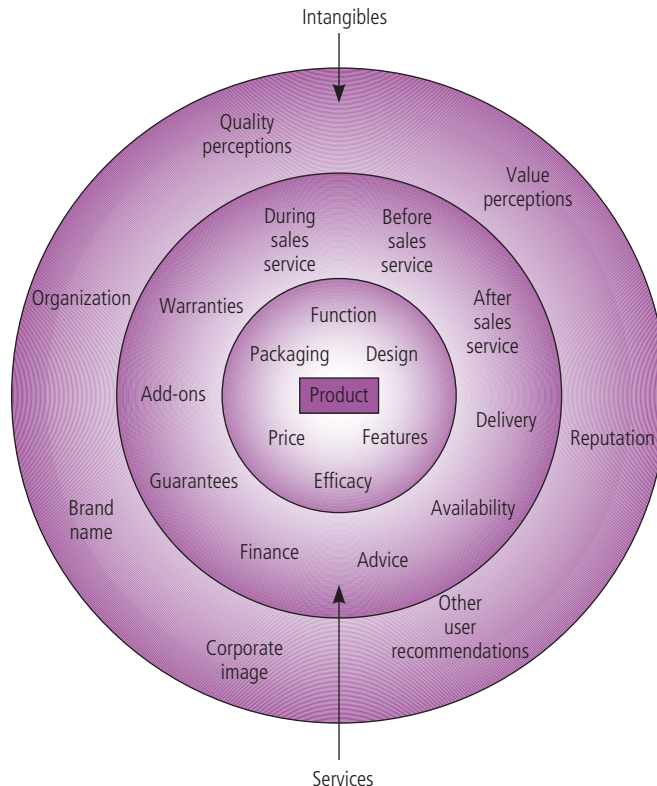 Intangibles
Quality
perceptions
Value
perceptions
During
sales
service
Before
sales
service
Organization
Warranties
After
sales
service
Function
Packaging
Design
Add-ons
Product
Delivery
Reputation
Price
Features
Guarantees
Efficacy
Brand
name
Availability
Finance
Advice
Other
user
recommendations
Corporate
image
Services